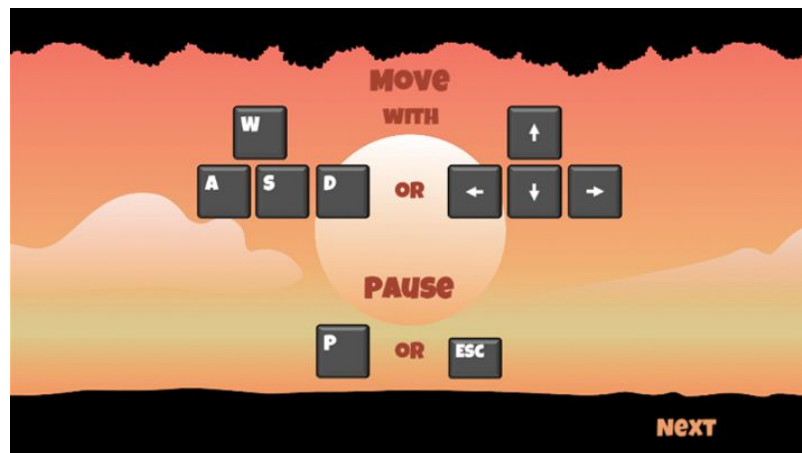 Move
WITH
W
A S D OR ← ↓ →
↑
PAUSE
P OR ESC
NEXT